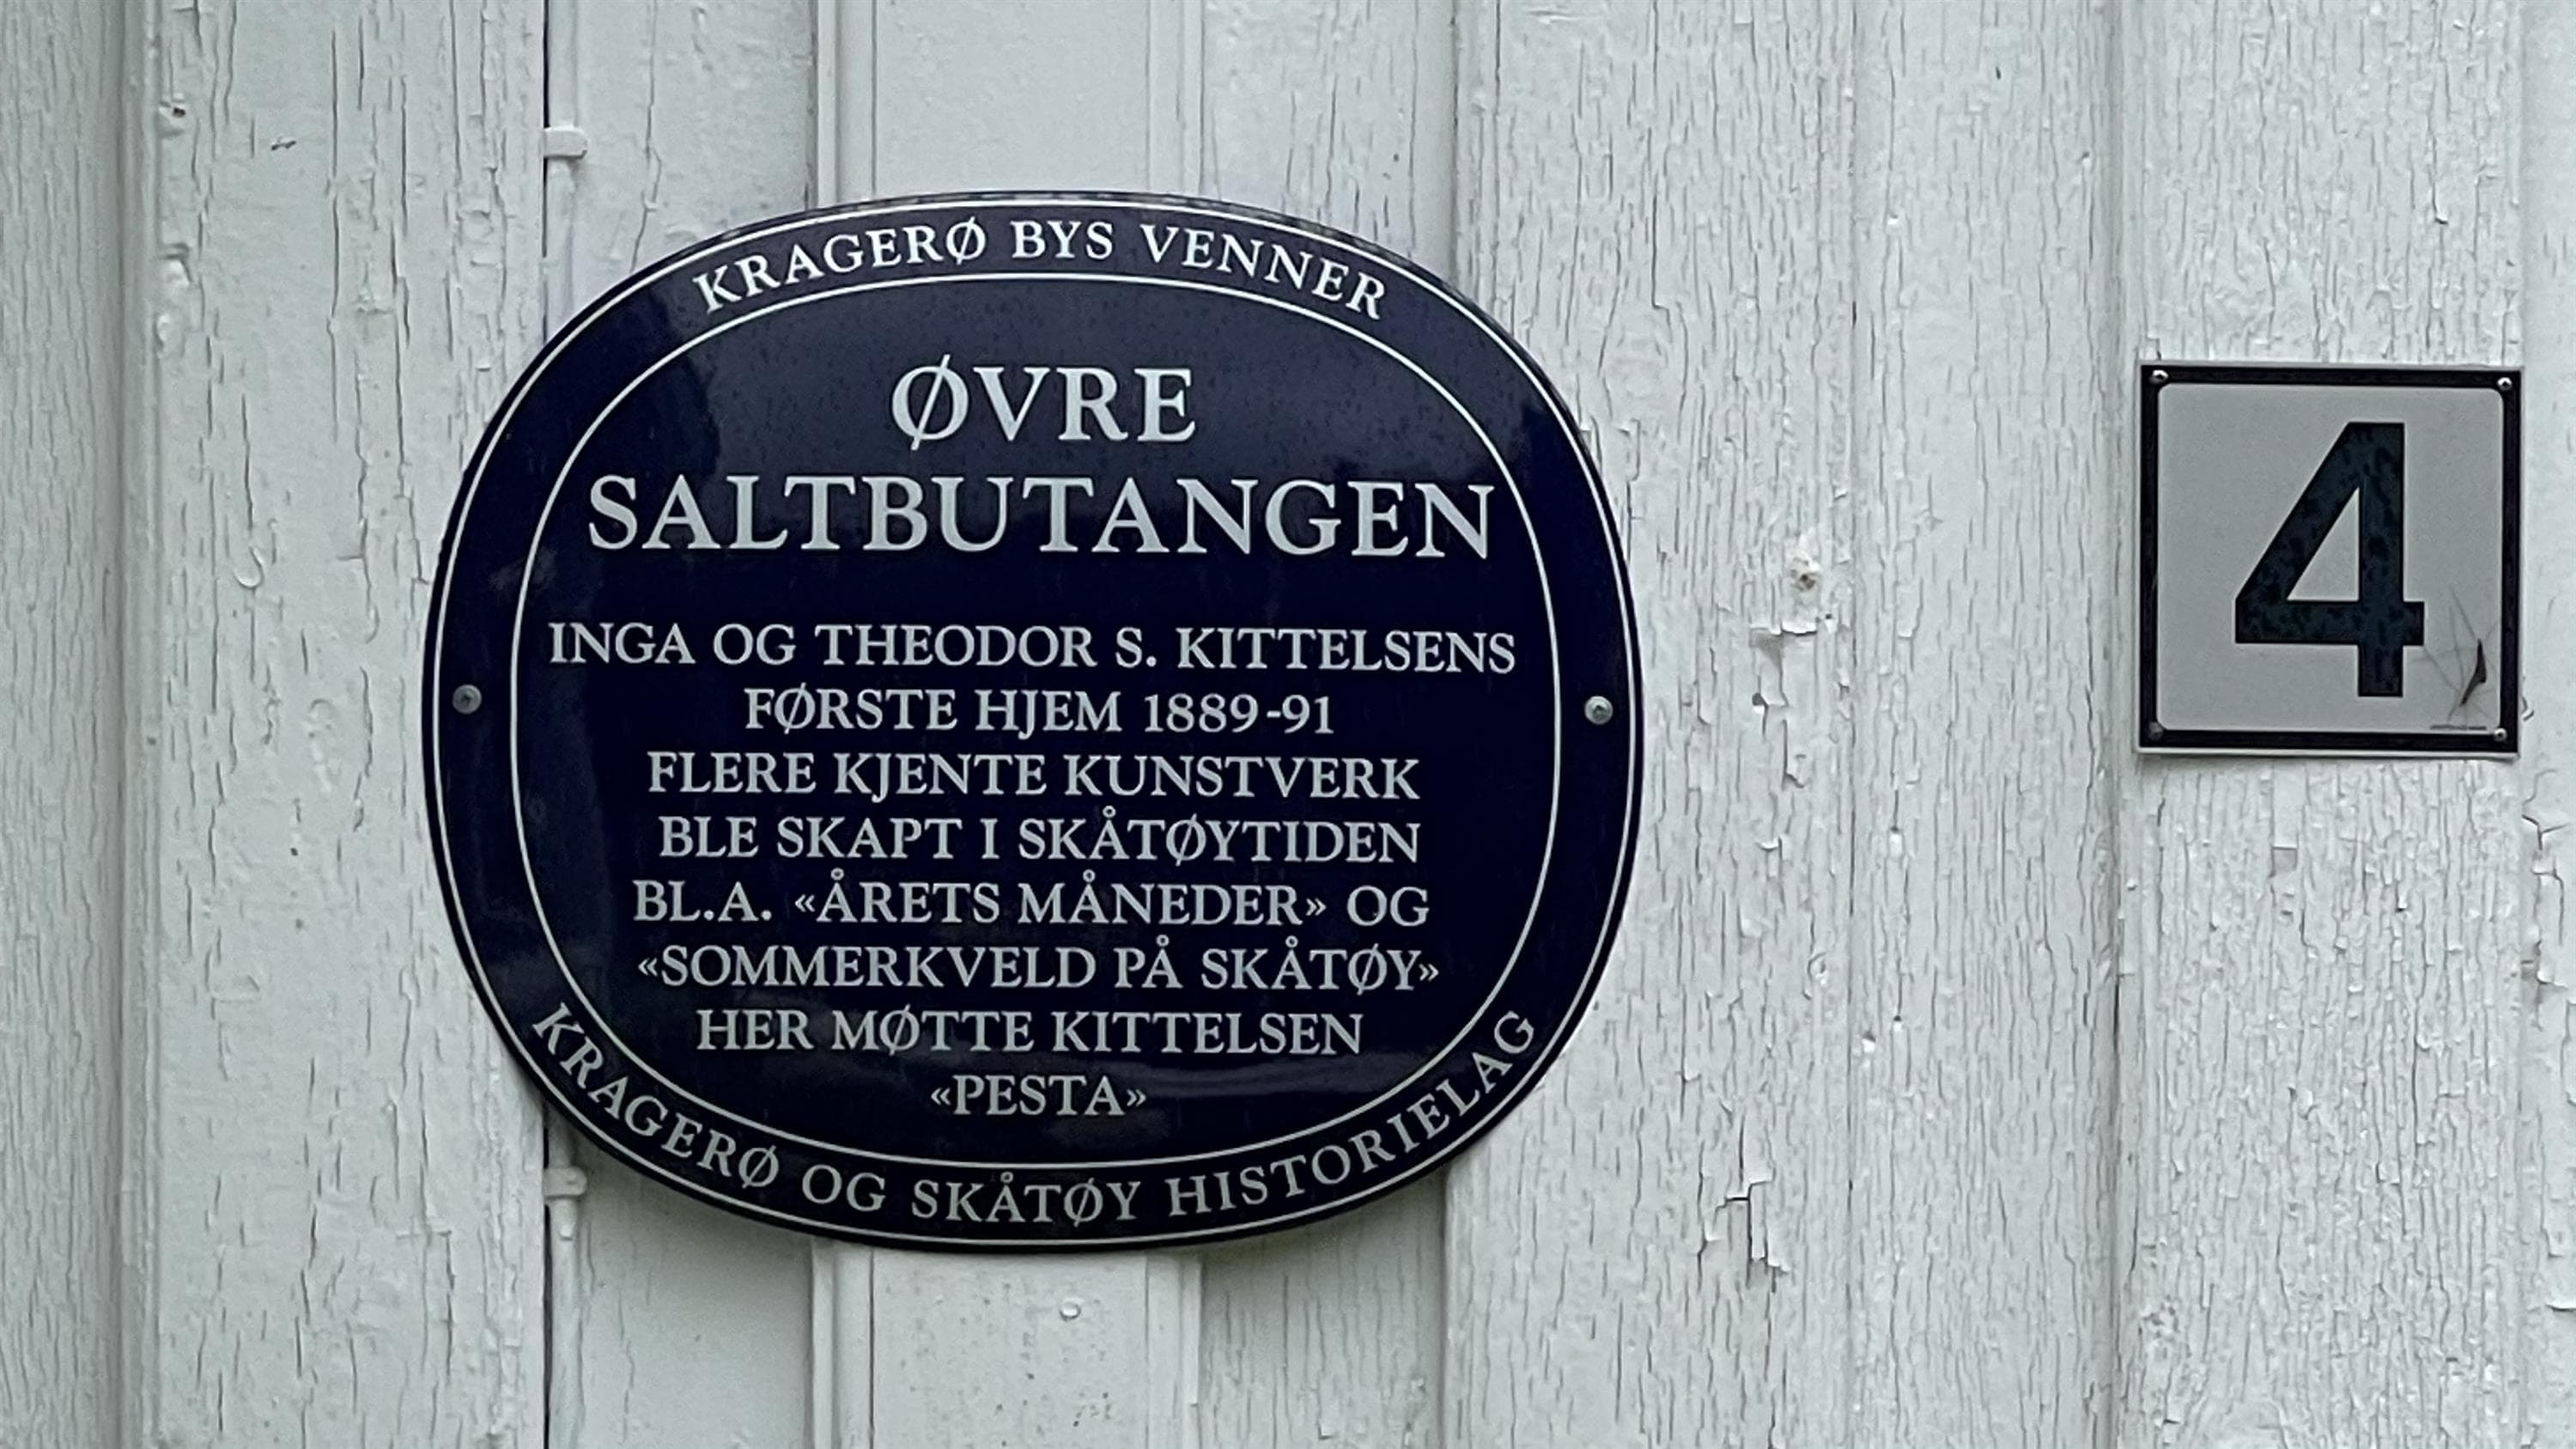 KRAGERØ BYS VENNER
ØVRE
SALTBUTANGEN
INGA OG THEODOR S. KITTELSENS
FØRSTE HJEM 1889-91
FLERE KJENTE KUNSTVERK
BLE SKAPT I SKÅTØYTIDEN
BL.A. «ÅRETS MÅNEDER» OG
«SOMMERKVELD PÅ SKÅTØY»
HER MØTTE KITTELSEN
«PESTA»
KRAGERØ OG SKÅTØY HISTORIELAG
4